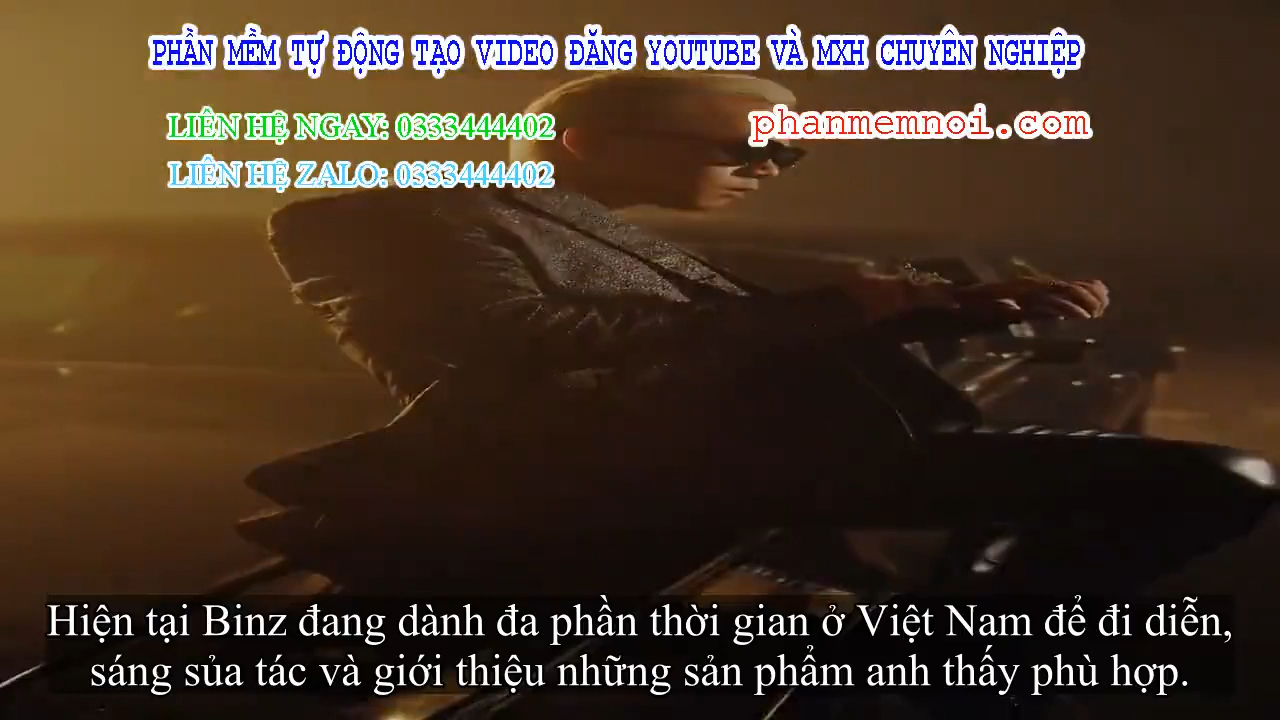 PHẦN MỀM TỰ ĐỘNG TẠO VIDEO ĐĂNG YOUTUBE VÀ MXH CHUYÊN NGHIỆP
LIÊN HỆ NGAY: 0333444402
phanmemnoi.com
LIÊN HỆ ZALO: 0333444402
Hiện tại Binz đang dành đa phần thời gian ở Việt Nam để đi diễn,
sáng sủa tác và giới thiệu những sản phẩm anh thấy phù hợp.